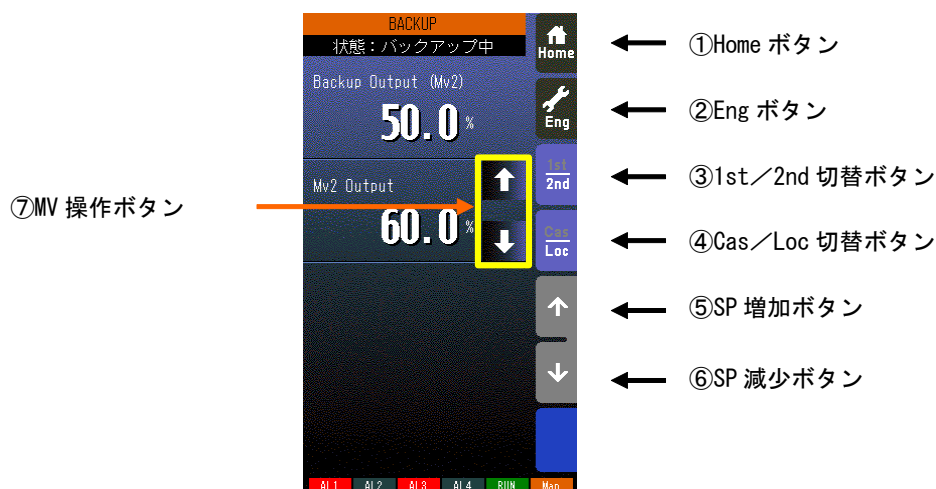 BACKUP
状態：バックアップ中
Home
Backup Output (Mv2)
50.0 %
Eng
Mv2 Output
60.0 %
1st
2nd
Cas
Loc
AL1 AL2 AL3 AL4 RUN Man
①Home ボタン
②Eng ボタン
③1st／2nd 切替ボタン
④Cas／Loc 切替ボタン
⑤SP 増加ボタン
⑥SP 減少ボタン
⑦MV 操作ボタン